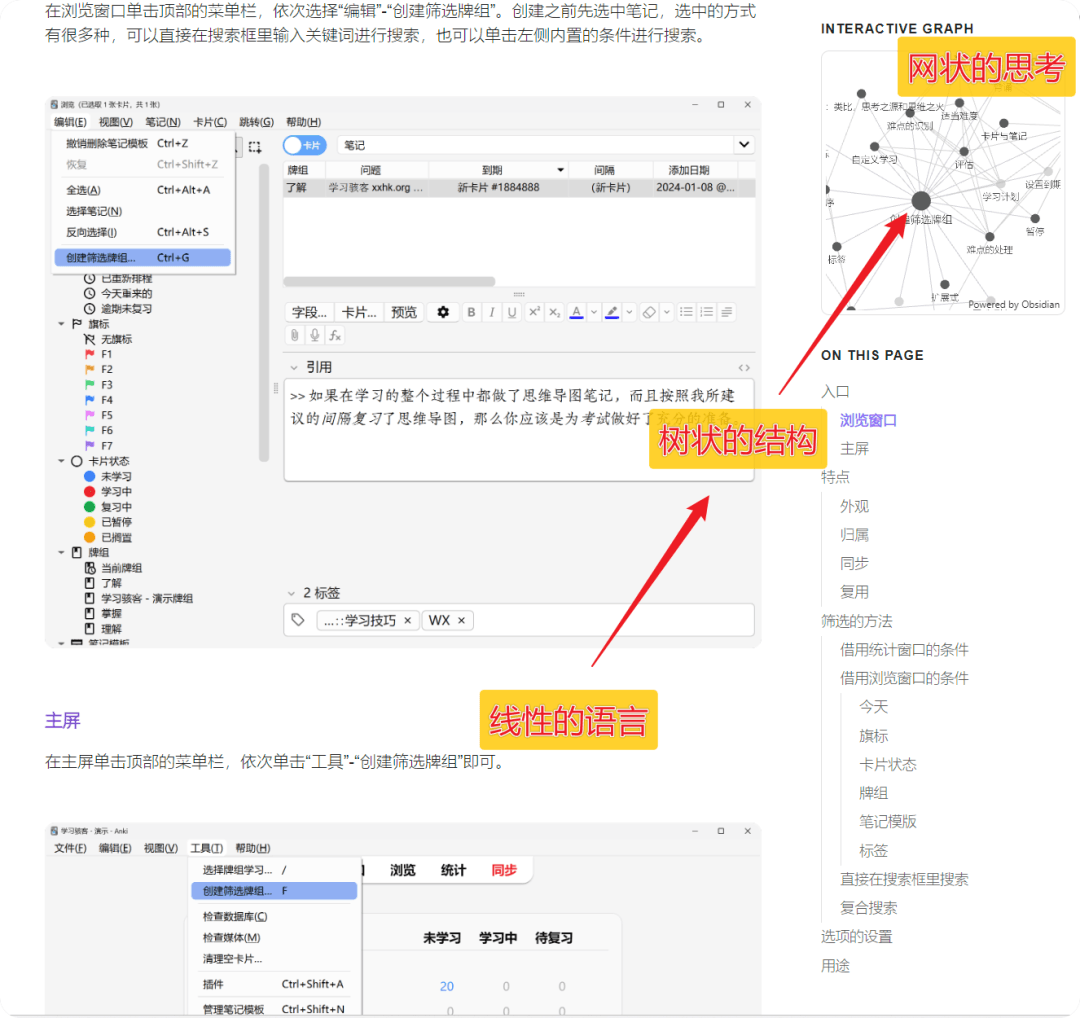 在浏览窗口单击顶部的菜单栏，依次选择“编辑”-“创建筛选牌组”。创建之前先选中笔记，选中的方式
有很多种，可以直接在搜索框里输入关键词进行搜索，也可以单击左侧内置的条件进行搜索。
浏览（已选取 1 张卡片，共 1 张）
编辑(E) 视图(V) 笔记(N) 卡片(C) 跳转(G) 帮助(H)
撤销删除笔记模板 Ctrl+Z
恢复 Ctrl+Shift+Z
全选(A) Ctrl+Alt+A
选择笔记(N)
反向选择(I) Ctrl+Alt+S
创建筛选牌组... Ctrl+G
已重新排程
今天重来的
逾期未复习
旗标
无旗标
F1
F2
F3
F4
F5
F6
F7
卡片状态
未学习
学习中
复习中
已暂停
已搁置
牌组
当前牌组
了解
学习骇客 - 演示牌组
掌握
理解
笔记模板
卡片 笔记
牌组 问题 到期 间隔 添加日期
了解 学习骇客 xxhk.org ... 新卡片 #1884888 (新卡片) 2024-01-08 @...
字段... 卡片... 预览
B I U X² X₂ A
fx
引用
>> 如果在学习的整个过程中都做了思维导图笔记，而且按照我所建
议的间隔复习了思维导图，那么你应该是为考试做好了充分的准备。
2 标签
...::学习技巧 × WX ×
树状的结构
线性的语言
主屏
在主屏单击顶部的菜单栏，依次单击“工具”-“创建筛选牌组”即可。
学习骇客 - 演示 - Anki
文件(F) 编辑(E) 视图(V) 工具(T) 帮助(H)
选择牌组学习... /
创建筛选牌组... F
检查数据库(C)
检查媒体(M)
清理空卡片...
插件 Ctrl+Shift+A
管理笔记模板 Ctrl+Shift+N
浏览 统计 同步
未学习 学习中 待复习
20 0 0
0 0
INTERACTIVE GRAPH
网状的思考
类比，思考之源和思维之火
适当难度
难点的识别
卡片与笔记
自定义学习
评估
设置到期
学习计划
序
创建筛选牌组
暂停
标签
难点的处理
扩展式
Powered by Obsidian
ON THIS PAGE
入口
浏览窗口
主屏
特点
外观
归属
同步
复用
筛选的方法
借用统计窗口的条件
借用浏览窗口的条件
今天
旗标
卡片状态
牌组
笔记模版
标签
直接在搜索框里搜索
复合搜索
选项的设置
用途